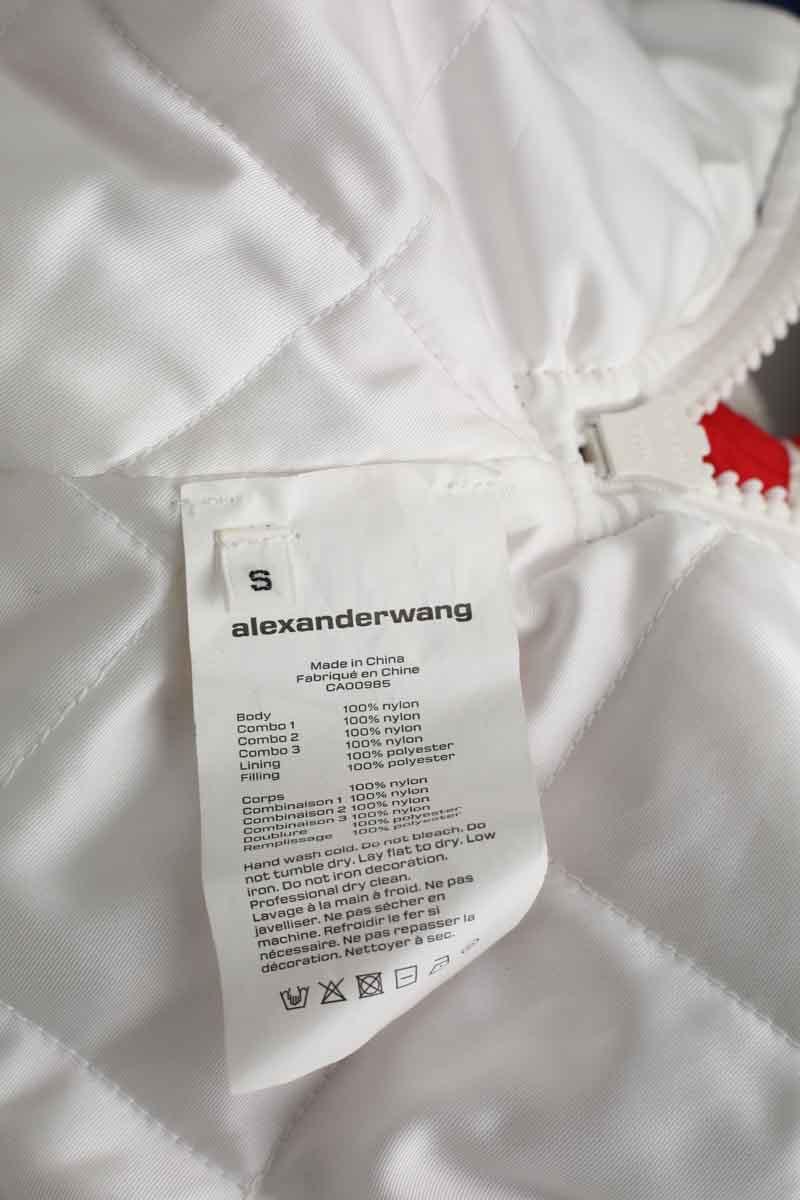 S
alexanderwang
Made in China
Fabriqué en Chine
CA00985
Body 100% nylon
Combo 1 100% nylon
Combo 2 100% nylon
Combo 3 100% nylon
Lining 100% polyester
Filling 100% polyester
Corps 100% nylon
Combinaison 1 100% nylon
Combinaison 2 100% nylon
Combinaison 3 100% nylon
Doublure 100% polyester
Remplissage 100% polyester
Hand wash cold. Do not bleach. Do
not tumble dry. Lay flat to dry. Low
iron. Do not iron decoration.
Professional dry clean.
Lavage à la main à froid. Ne pas
javelliser. Ne pas sécher en
machine. Refroidir le fer si
nécessaire. Ne pas repasser la
décoration. Nettoyer à sec.